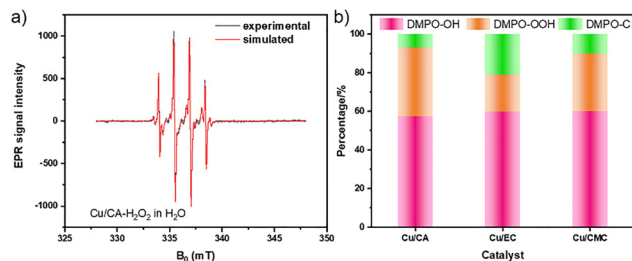 a)
experimental
simulated
1000
500
0
-500
-1000
EPR signal intensity
Cu/CA-H₂O₂ in H₂O
325
330
335
340
345
350
B₀ (mT)
b)
DMPO-OH
DMPO-OOH
DMPO-C
100
80
60
40
20
0
Percentage/%
Cu/CA
Cu/EC
Cu/CMC
Catalyst